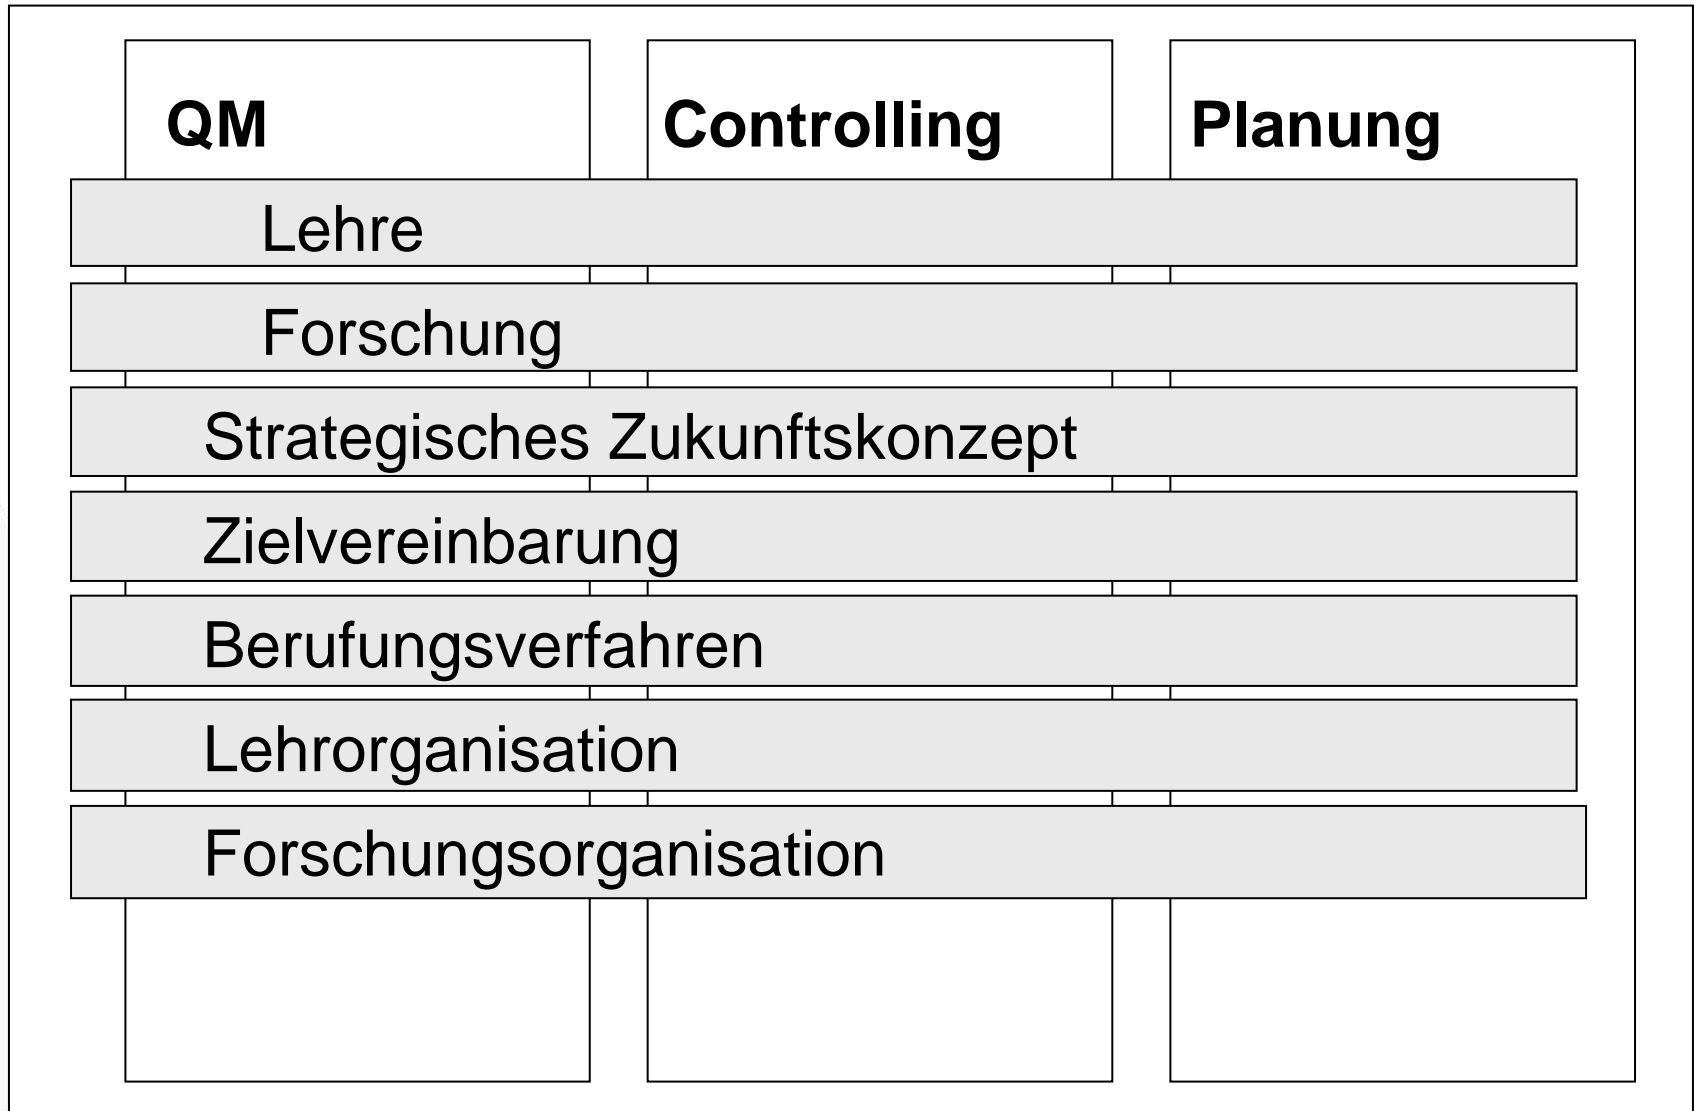 QM Controlling Planung
Lehre
Forschung
Strategisches Zukunftskonzept
Zielvereinbarung
Berufungsverfahren
Lehrorganisation
Forschungsorganisation